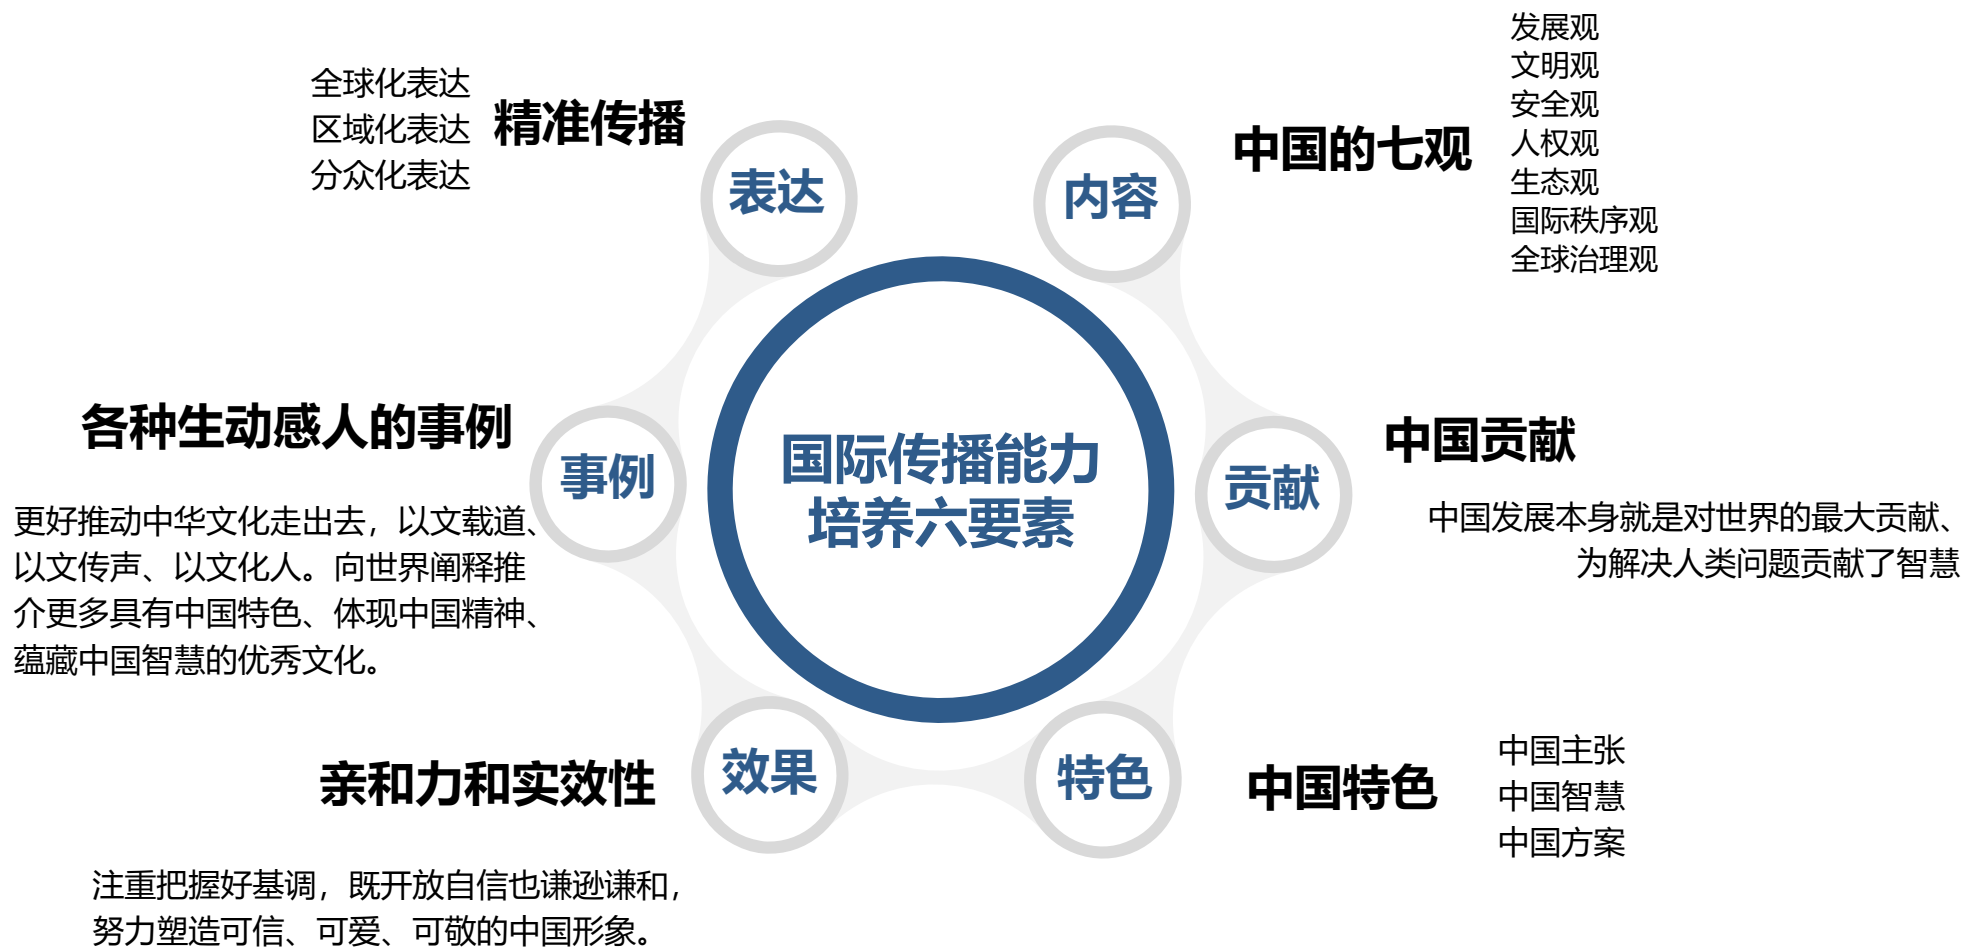 全球化表达
区域化表达
分众化表达
精准传播
表达
内容
中国的七观
发展观
文明观
安全观
人权观
生态观
国际秩序观
全球治理观
各种生动感人的事例
事例
更好推动中华文化走出去，以文载道、
以文传声、以文化人。向世界阐释推
介更多具有中国特色、体现中国精神、
蕴藏中国智慧的优秀文化。
国际传播能力
培养六要素
贡献
中国贡献
中国发展本身就是对世界的最大贡献、
为解决人类问题贡献了智慧
亲和力和实效性
效果
注重把握好基调，既开放自信也谦逊谦和，
努力塑造可信、可爱、可敬的中国形象。
特色
中国特色
中国主张
中国智慧
中国方案